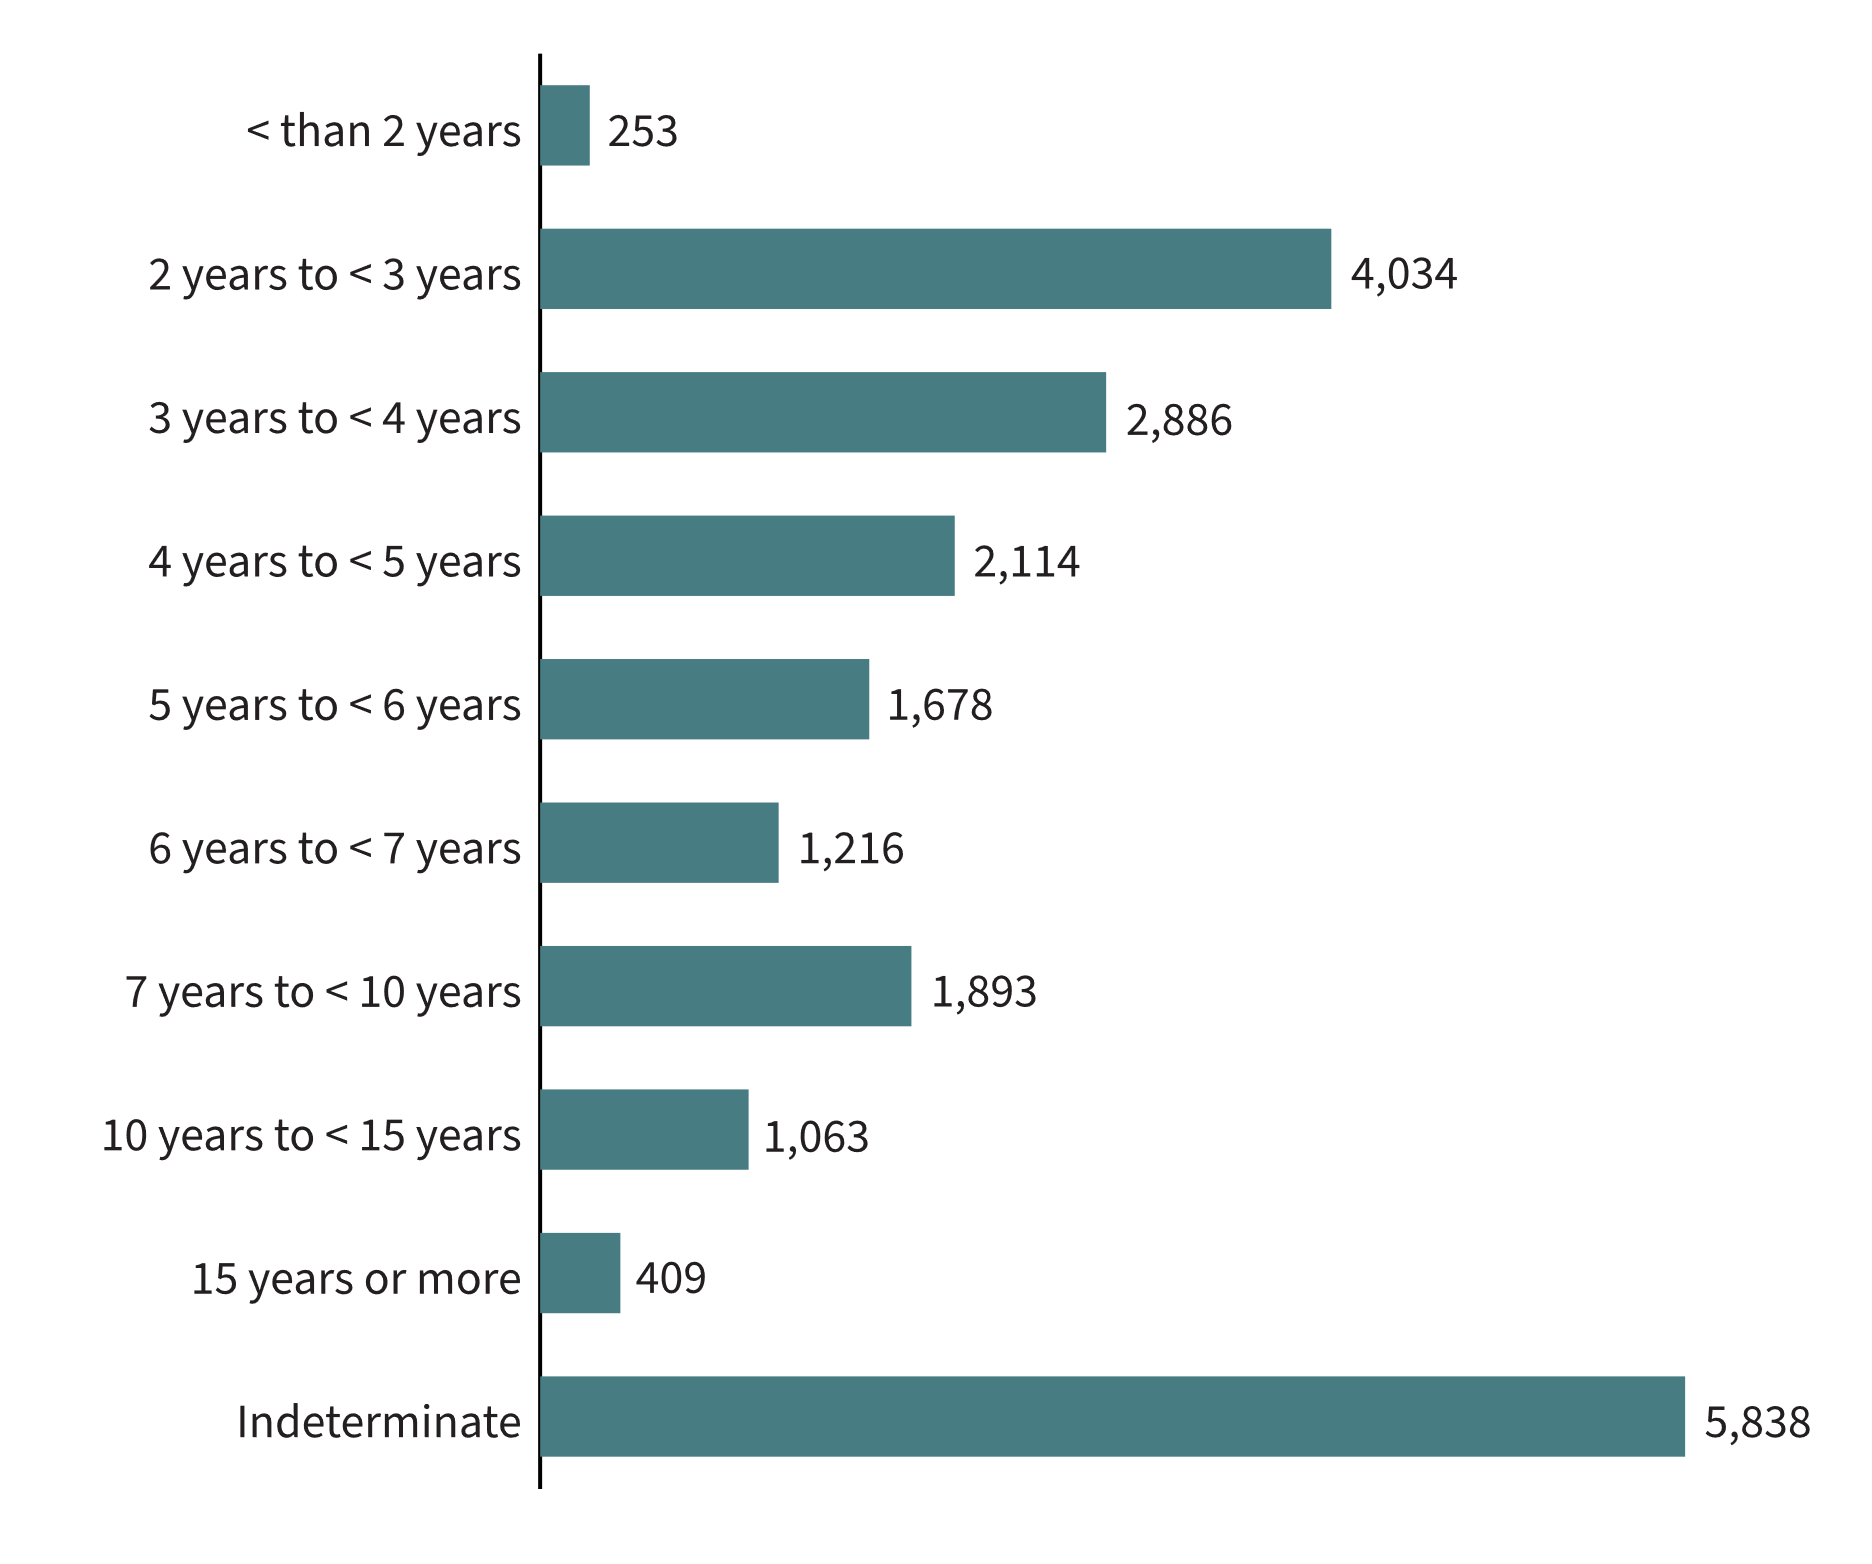 < than 2 years 253
2 years to < 3 years 4,034
3 years to < 4 years 2,886
4 years to < 5 years 2,114
5 years to < 6 years 1,678
6 years to < 7 years 1,216
7 years to < 10 years 1,893
10 years to < 15 years 1,063
15 years or more 409
Indeterminate 5,838